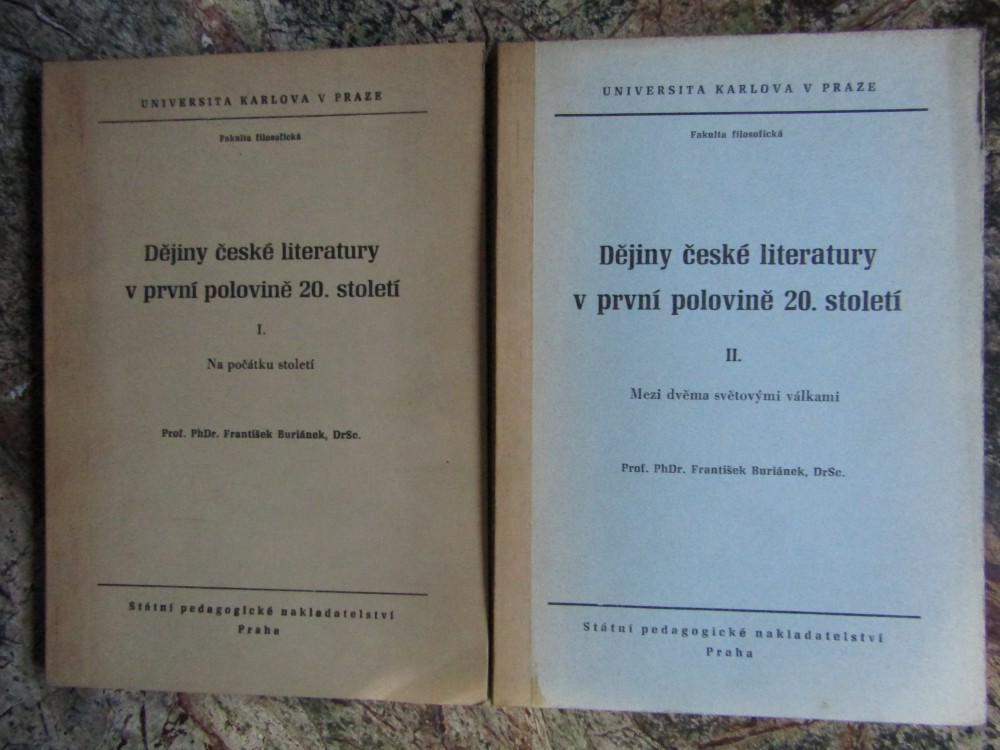 UNIVERSITA KARLOVA V PRAZE
Fakulta filosofická
Dějiny české literatury
v první polovině 20. století
I.
Na počátku století
Prof. PhDr. František Buriánek, DrSc.
Státní pedagogické nakladatelství
Praha
UNIVERSITA KARLOVA V PRAZE
Fakulta filosofická
Dějiny české literatury
v první polovině 20. století
II.
Mezi dvěma světovými válkami
Prof. PhDr. František Buriánek, DrSc.
Státní pedagogické nakladatelství
Praha